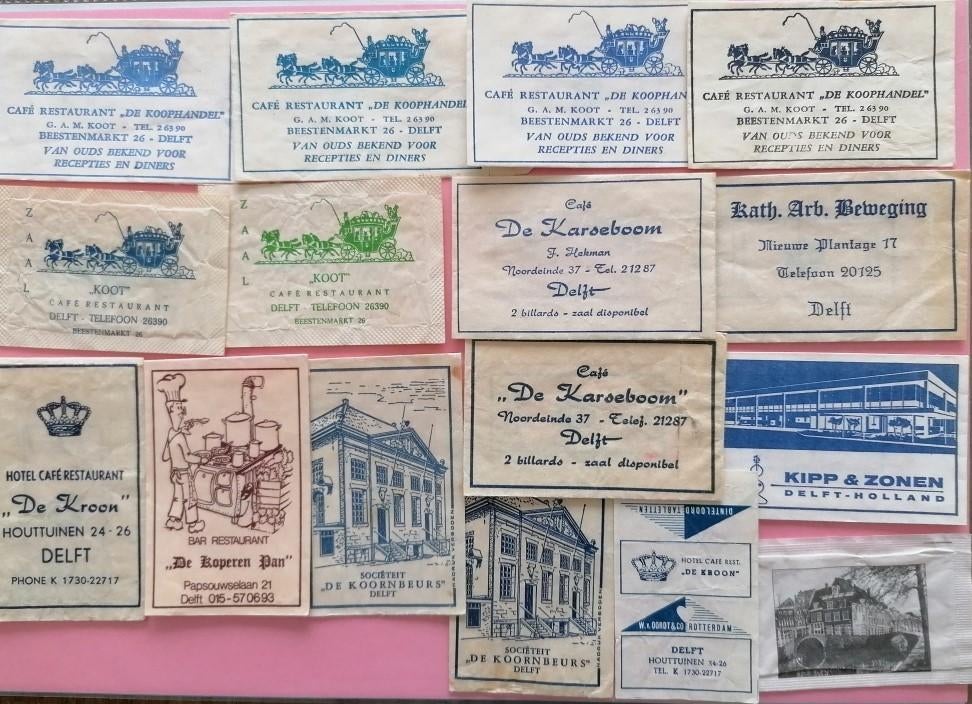 CAFÉ RESTAURANT „DE KOOPHANDEL"
G. A. M. KOOT - TEL. 2 63 90
BEESTENMARKT 26 - DELFT
VAN OUDS BEKEND VOOR
RECEPTIES EN DINERS
CAFÉ RESTAURANT „DE KOOPHANDEL
G. A. M. KOOT - TEL. 2 63 90
BEESTENMARKT 26 - DELFT
VAN OUDS BEKEND VOOR
RECEPTIES EN DINERS
CAFÉ RESTAURANT „DE KOOPHAN
G. A. M. KOOT - TEL. 2 63 90
BEESTENMARKT 26 - DELFT
VAN OUDS BEKEND VOOR
RECEPTIES EN DINERS
CAFÉ RESTAURANT „DE KOOPHANDEL"
G. A. M. KOOT - TEL. 2 63 90
BEESTENMARKT 26 - DELFT
VAN OUDS BEKEND VOOR
RECEPTIES EN DINERS
ZAAL
„KOOT"
CAFÉ RESTAURANT
DELFT - TELEFOON 26390
BEESTENMARKT 26
ZAAL
„KOOT"
CAFÉ RESTAURANT
DELFT - TELEFOON 26390
BEESTENMARKT 26
Café
De Karseboom
J. Hekman
Noordeinde 37 - Tel. 21287
Delft
2 billards - zaal disponibel
Kath. Arb. Beweging
Nieuwe Plantage 17
Telefoon 20125
Delft
HOTEL CAFÉ RESTAURANT
„De Kroon"
HOUTTUINEN 24 - 26
DELFT
PHONE K 1730-22717
BAR RESTAURANT
„De Koperen Pan"
Papsouwselaan 21
Delft 015-570693
SOCIËTEIT
"DE KOORNBEURS"
DELFT
Café
„De Karseboom"
Noordeinde 37 - Telef. 21287
Delft
2 billards - zaal disponibel
KIPP & ZONEN
DELFT-HOLLAND
SOCIËTEIT
"DE KOORNBEURS"
DELFT
DINTELOORD TABLETTEN
HOTEL CAFÉ REST.
„DE KROON"
W. v. OORDT & CO ROTTERDAM
DELFT
HOUTTUINEN 24-26
TEL. K 1730-22717